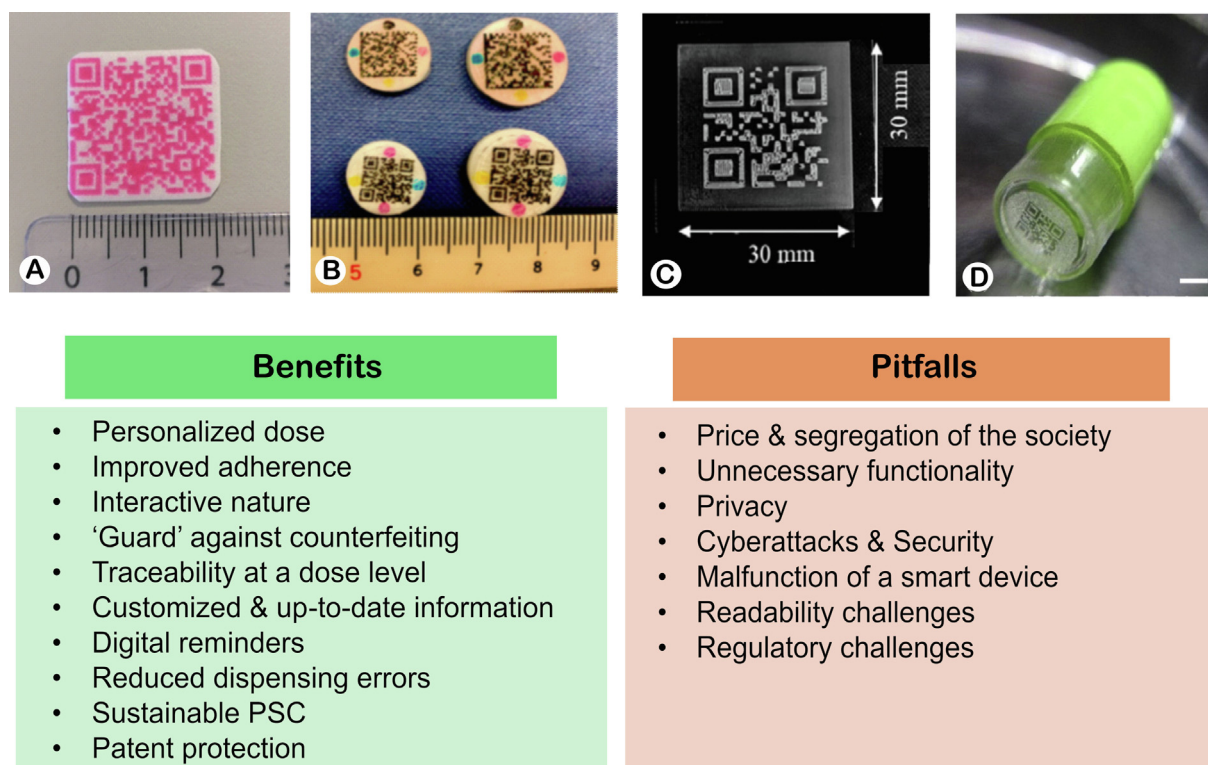 A
0 1 2 3
B
5 6 7 8 9
C
30 mm
30 mm
D
Benefits
• Personalized dose
• Improved adherence
• Interactive nature
• ‘Guard’ against counterfeiting
• Traceability at a dose level
• Customized & up-to-date information
• Digital reminders
• Reduced dispensing errors
• Sustainable PSC
• Patent protection
Pitfalls
• Price & segregation of the society
• Unnecessary functionality
• Privacy
• Cyberattacks & Security
• Malfunction of a smart device
• Readability challenges
• Regulatory challenges